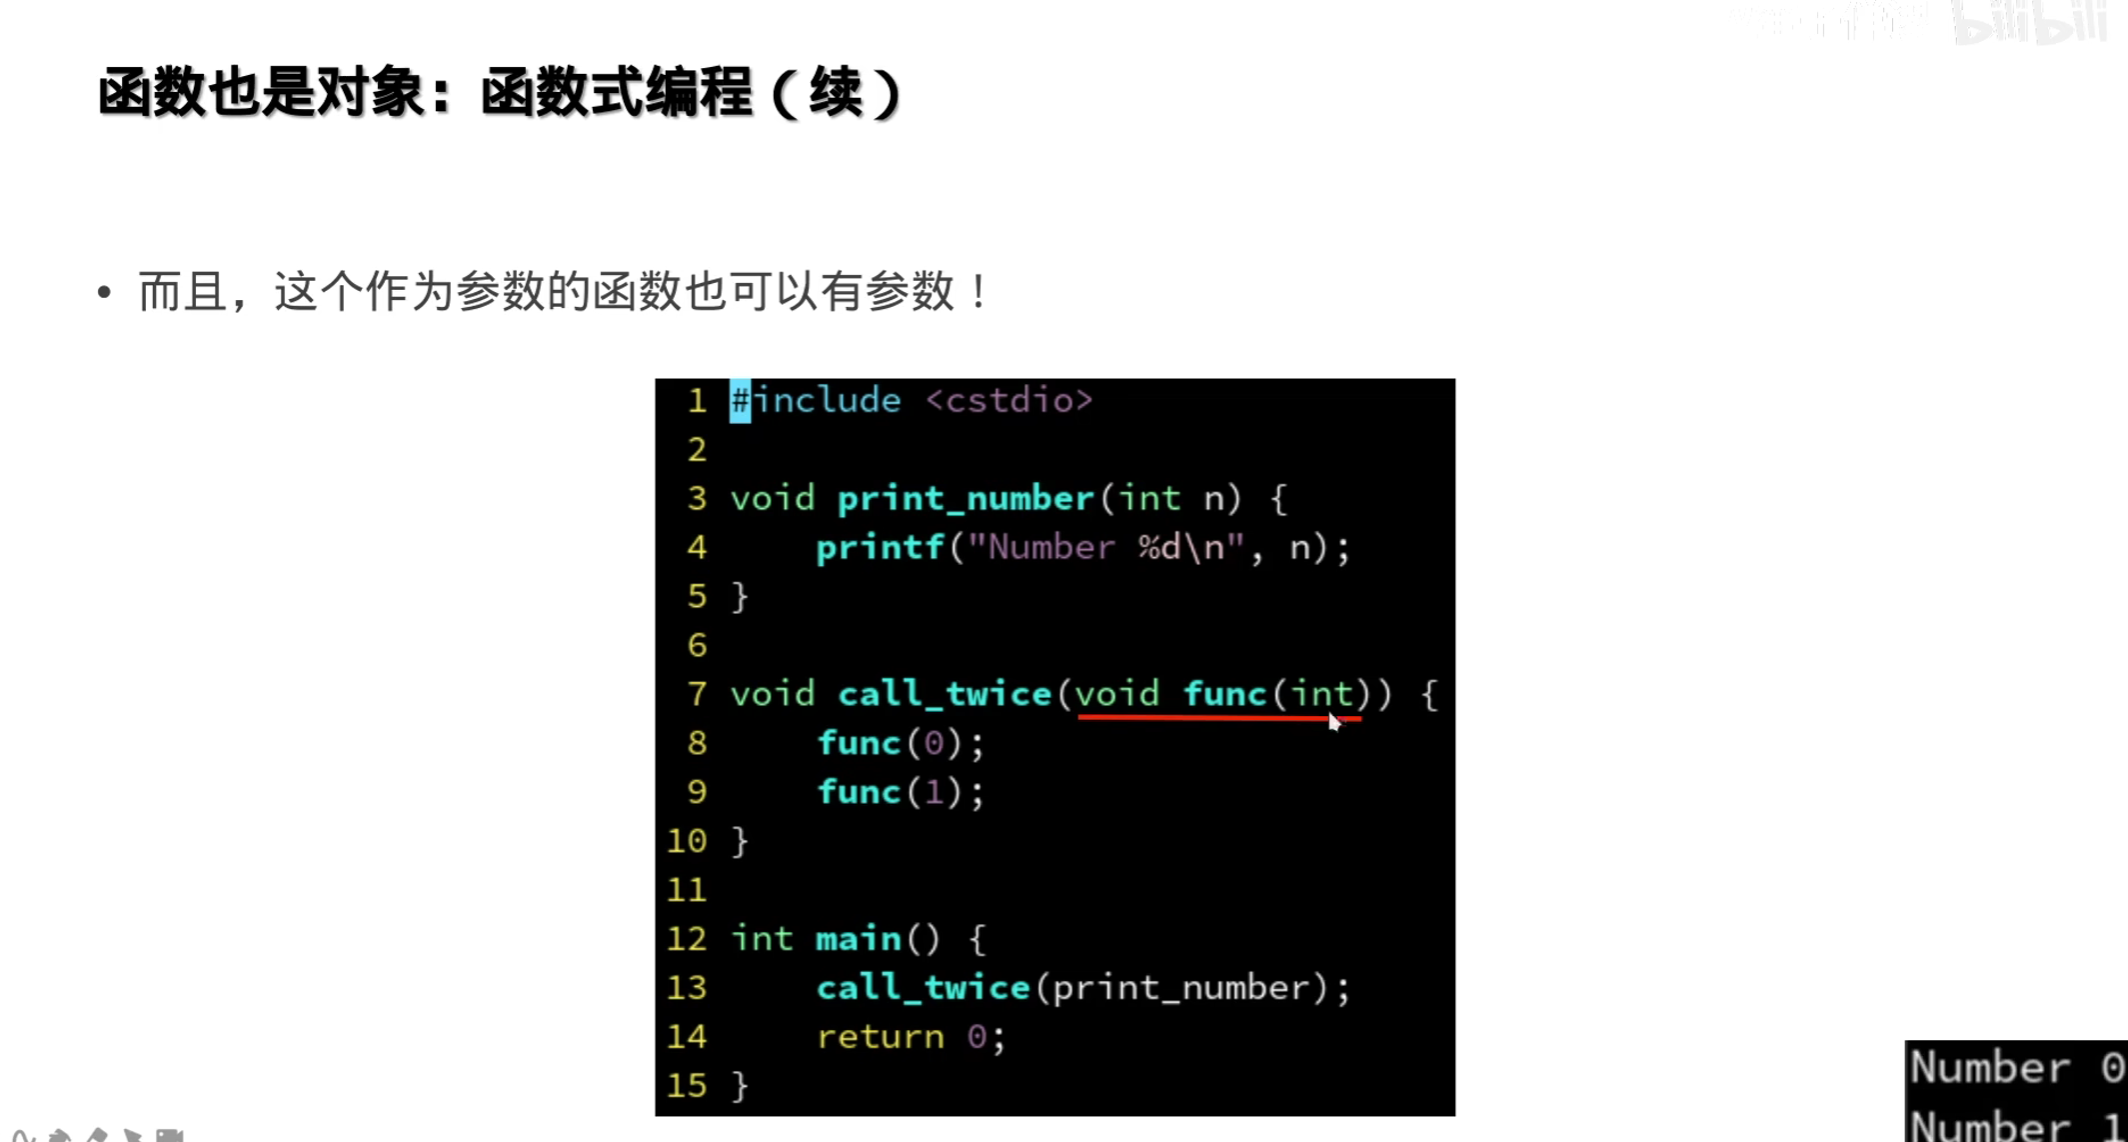 bilibili
函数也是对象：函数式编程（续）
• 而且，这个作为参数的函数也可以有参数！
1 #include <cstdio>
2
3 void print_number(int n) {
4     printf("Number %d\n", n);
5 }
6
7 void call_twice(void func(int)) {
8     func(0);
9     func(1);
10 }
11
12 int main() {
13     call_twice(print_number);
14     return 0;
15 }
Number 0
Number 1